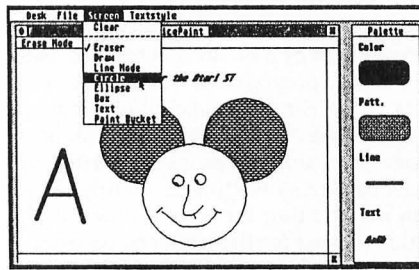 Desk File Screen Textstyle
Clear
icePaint
Erase Mode
✓ Eraser
Draw
Line Mode
Circle
Ellipse
Box
Text
Paint Bucket
r the Atari ST
A
Palette
Color
Patt.
Line
Text